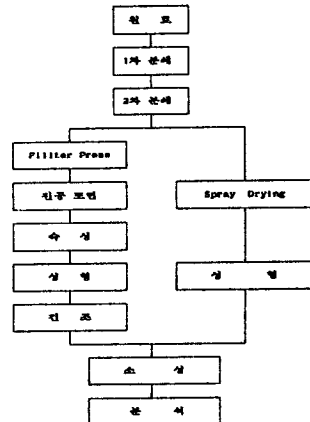 원 료
1차 분쇄
2차 분쇄
Fillter Press
진공 토련
Spray Drying
숙 성
성 형
성 형
건 조
소 성
분 석